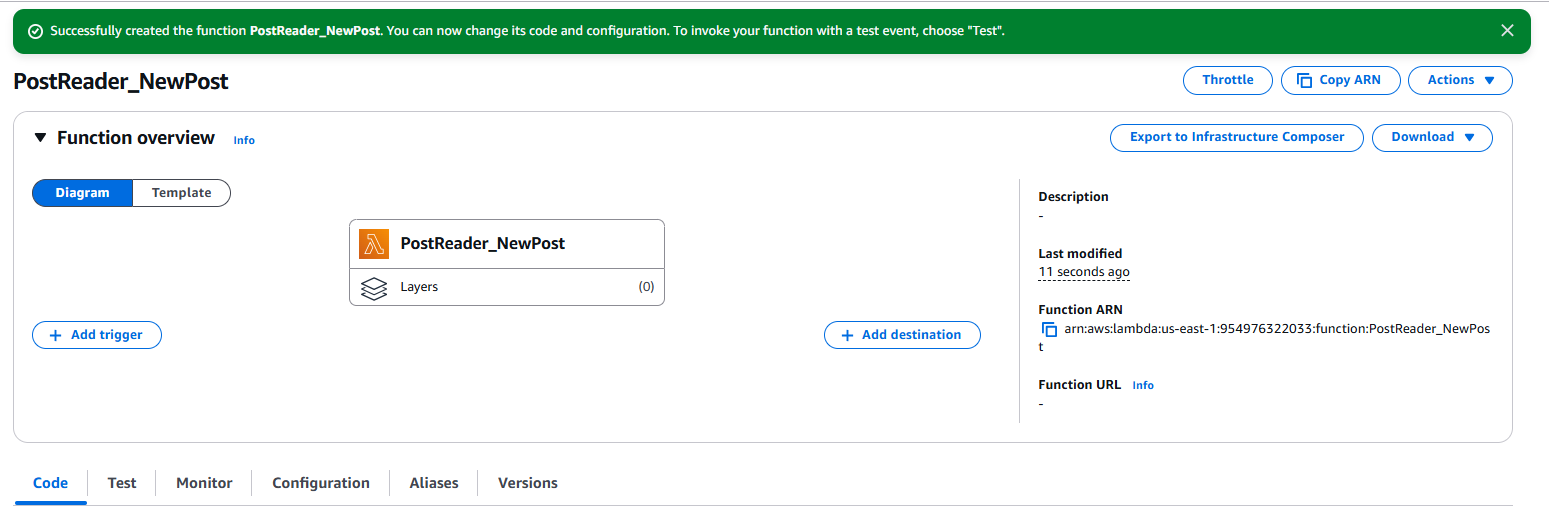 Successfully created the function PostReader_NewPost. You can now change its code and configuration. To invoke your function with a test event, choose "Test".
PostReader_NewPost
Throttle
Copy ARN
Actions
Function overview
Info
Export to Infrastructure Composer
Download
Diagram
Template
PostReader_NewPost
Layers
(0)
Add trigger
Add destination
Description
-
Last modified
11 seconds ago
Function ARN
arn:aws:lambda:us-east-1:954976322033:function:PostReader_NewPos
t
Function URL
Info
-
Code
Test
Monitor
Configuration
Aliases
Versions